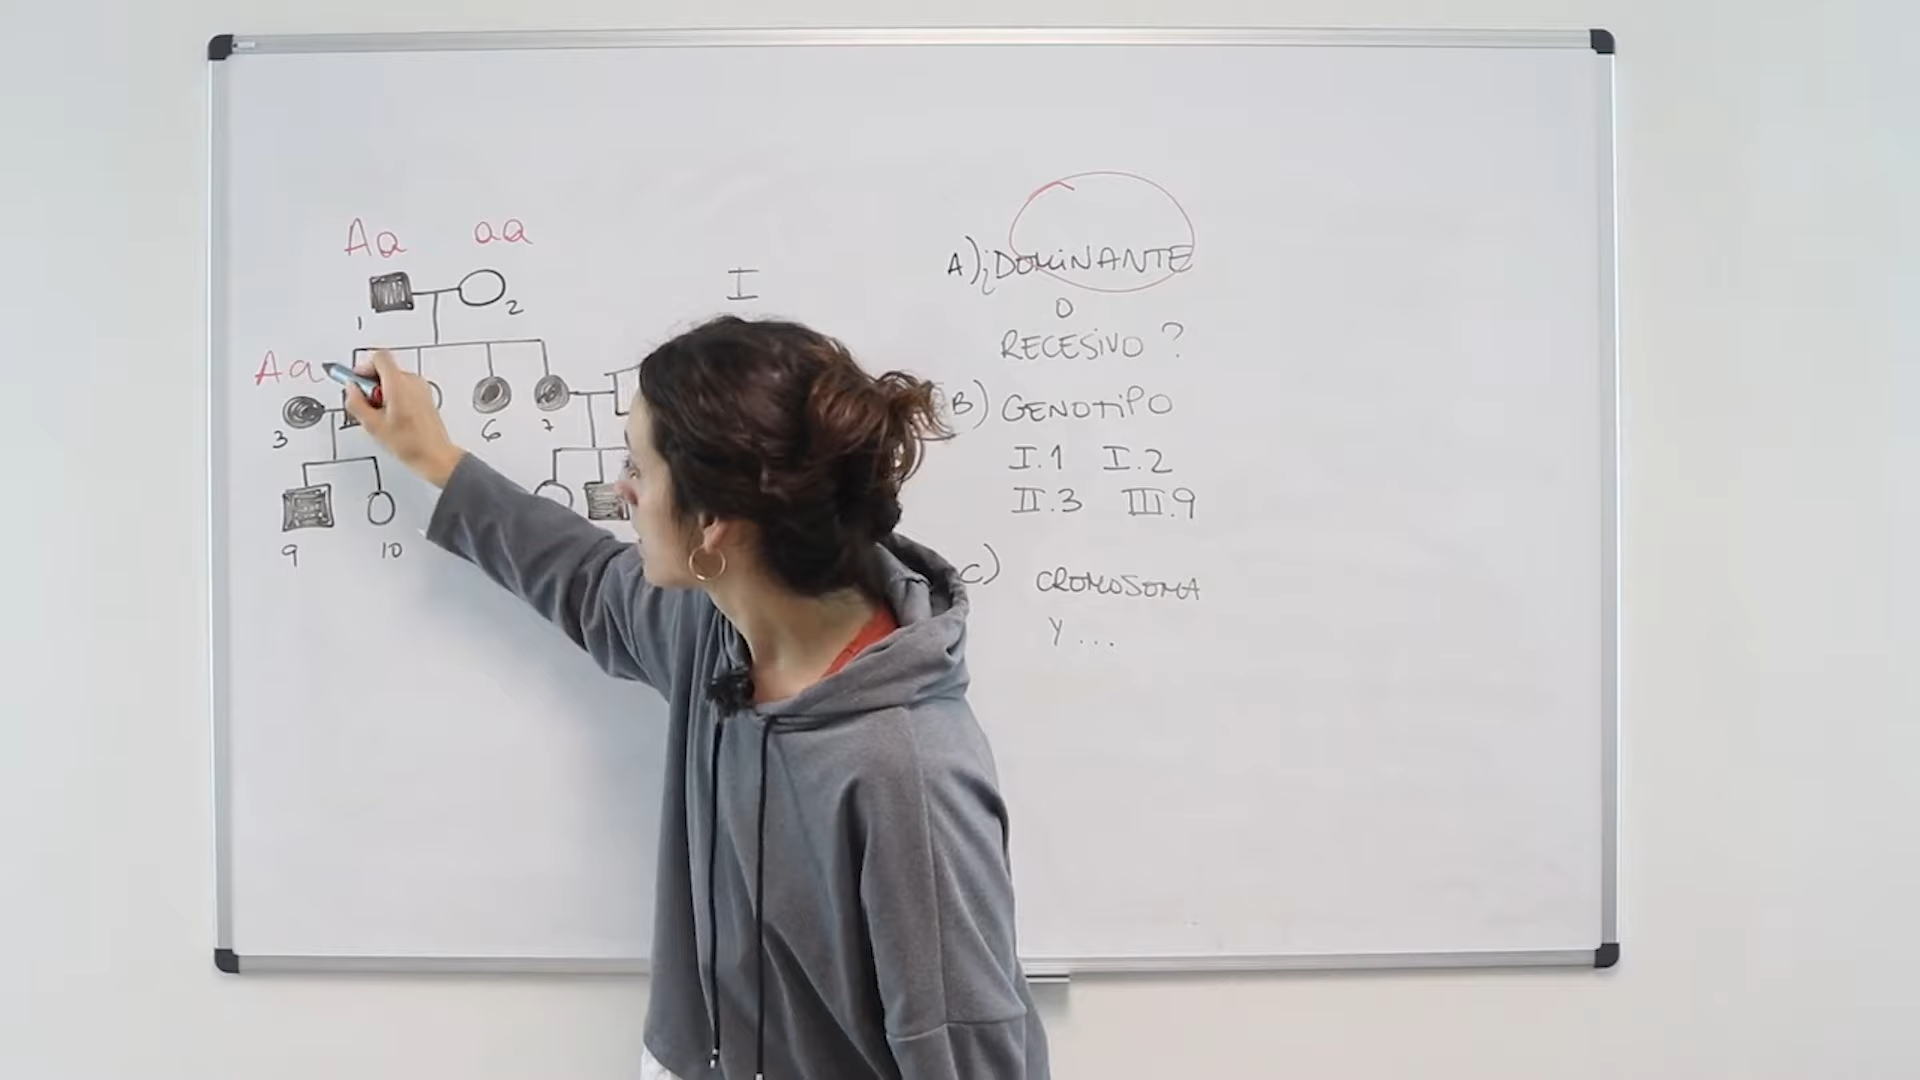 Aa aa
I
1 2
Aa
3 6 7
9 10
A) ¿DOMINANTE
O
RECESIVO ?
B) GENOTIPO
I.1 I.2
II.3 III.9
C) CROMOSOMA
Y ...